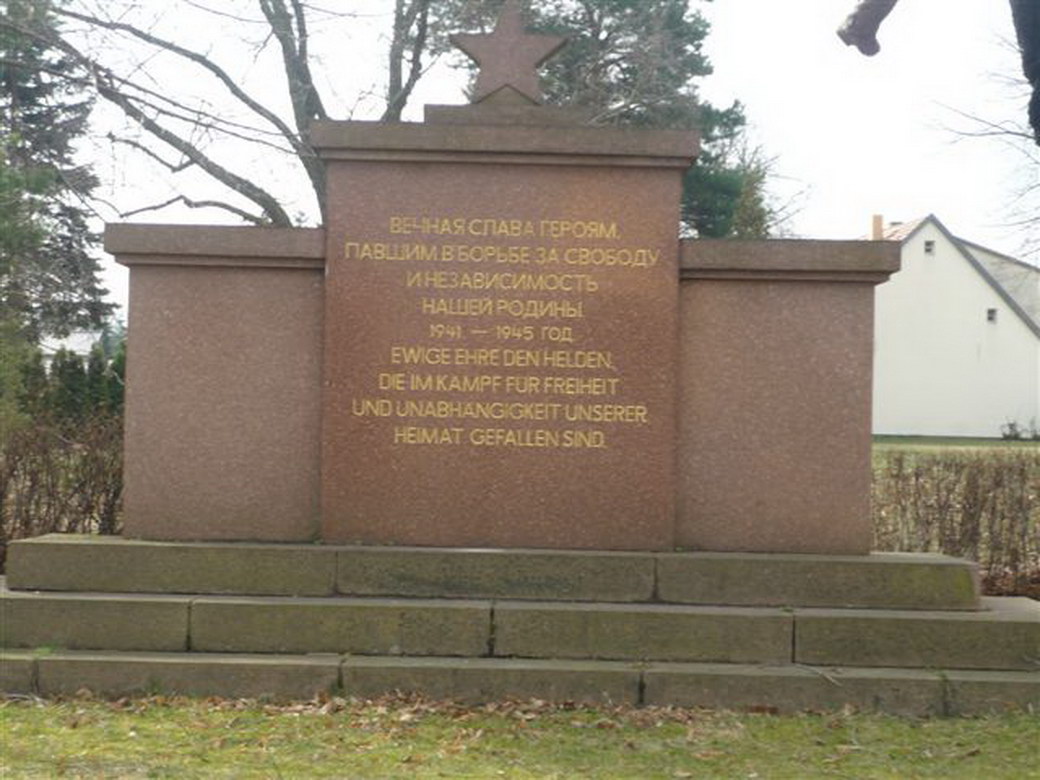 ВЕЧНАЯ СЛАВА ГЕРОЯМ,
ПАВШИМ В БОРЬБЕ ЗА СВОБОДУ
И НЕЗАВИСИМОСТЬ
НАШЕЙ РОДИНЫ
1941 — 1945 ГОД
EWIGE EHRE DEN HELDEN,
DIE IM KAMPF FÜR FREIHEIT
UND UNABHÄNGIGKEIT UNSERER
HEIMAT GEFALLEN SIND.